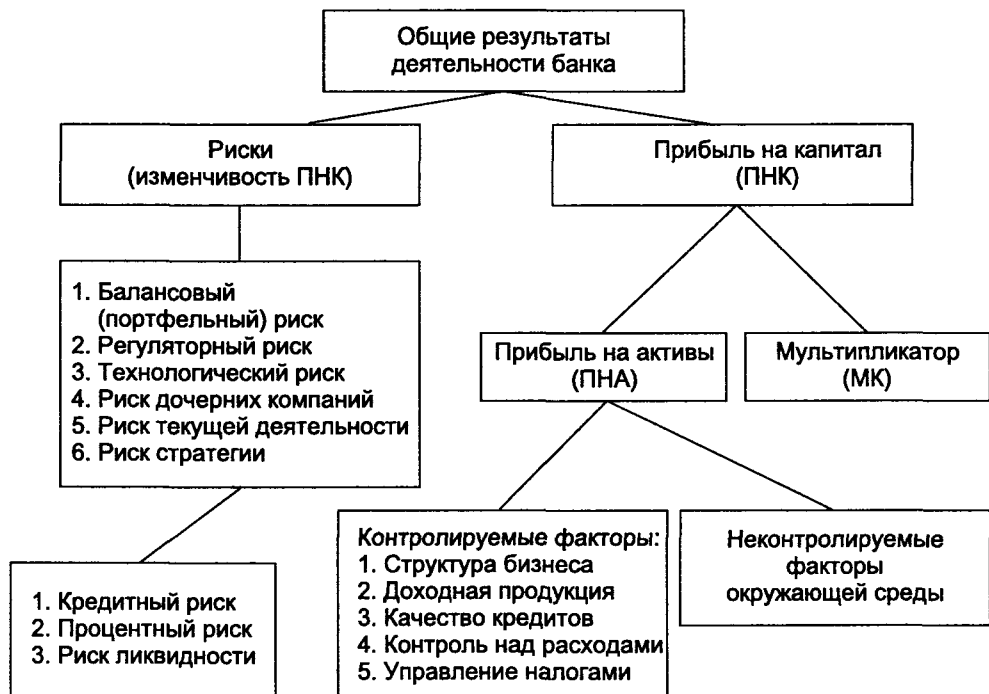 Общие результаты
деятельности банка
Риски
(изменчивость ПНК)
Прибыль на капитал
(ПНК)
1. Балансовый
(портфельный) риск
2. Регуляторный риск
3. Технологический риск
4. Риск дочерних компаний
5. Риск текущей деятельности
6. Риск стратегии
Прибыль на активы
(ПНА)
Мультипликатор
(МК)
1. Кредитный риск
2. Процентный риск
3. Риск ликвидности
Контролируемые факторы:
1. Структура бизнеса
2. Доходная продукция
3. Качество кредитов
4. Контроль над расходами
5. Управление налогами
Неконтролируемые
факторы
окружающей среды